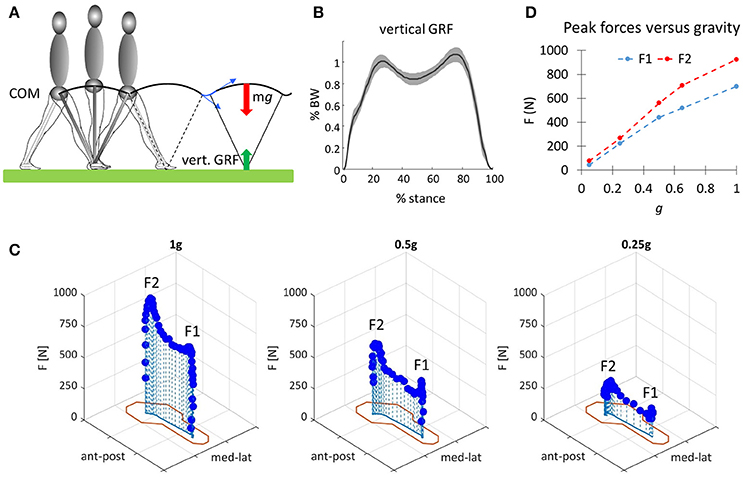 A
COM
mg
vert. GRF
B
vertical GRF
% BW
1
0.8
0.6
0.4
0.2
0
0 20 40 60 80 100
% stance
D
Peak forces versus gravity
F1 F2
F (N)
1000
800
600
400
200
0
0 0.2 0.4 0.6 0.8 1
g
C
1g
F2
F1
F [N]
1000
750
500
250
0
ant-post
med-lat
0.5g
F2
F1
F [N]
1000
750
500
250
0
ant-post
med-lat
0.25g
F2
F1
F [N]
1000
750
500
250
0
ant-post
med-lat